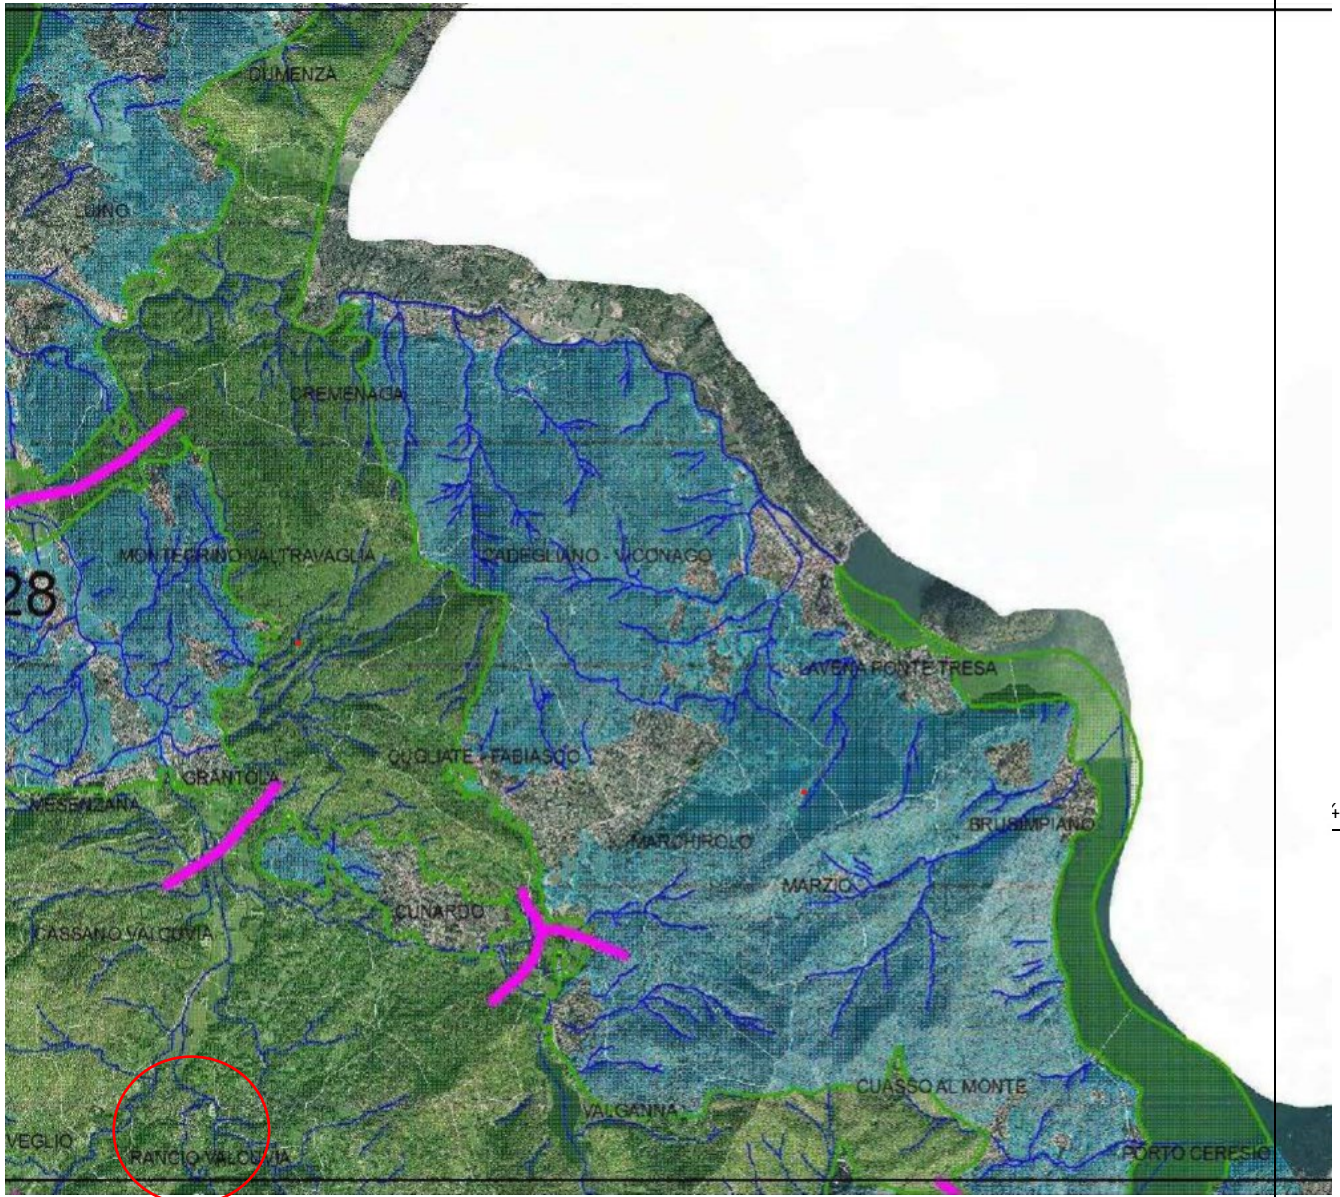 DUMENZA
LUINO
CREMENAGA
MONTEGRINO VALTRAVAGLIA
CADEGLIANO - VICONAGO
28
LAVENA PONTE TRESA
CUGLIATE - FABIASCO
GRANTOLA
MESENZANA
BRUSIMPIANO
MARCHIROLO
MARZIO
CUNARDO
CASSANO VALCUVIA
CUASSO AL MONTE
VALGANNA
VEGLIO
RANCIO VALCUVIA
PORTO CERESIO